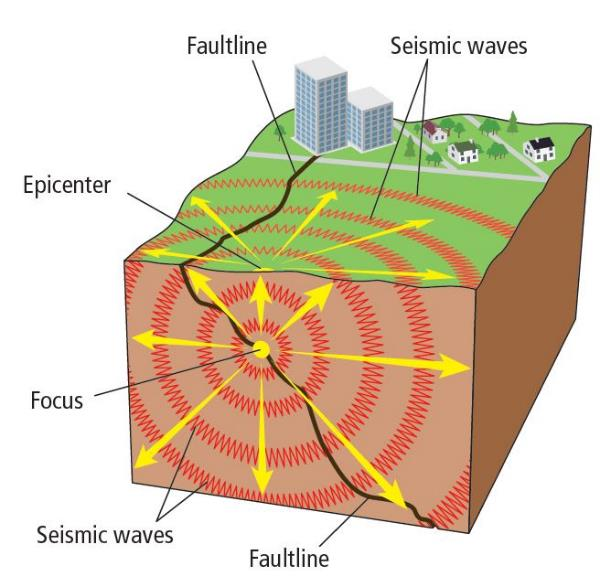 Faultline
Seismic waves
Epicenter
Focus
Seismic waves
Faultline